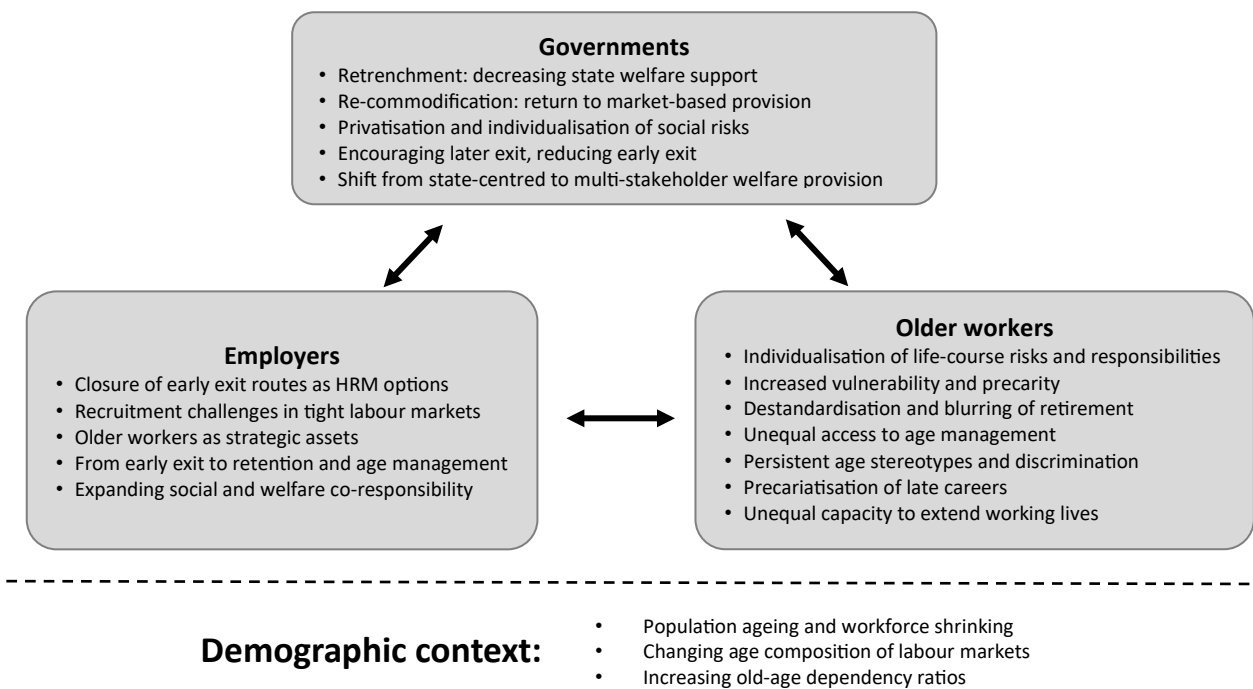 Governments
• Retrenchment: decreasing state welfare support
• Re-commodification: return to market-based provision
• Privatisation and individualisation of social risks
• Encouraging later exit, reducing early exit
• Shift from state-centred to multi-stakeholder welfare provision
Employers
• Closure of early exit routes as HRM options
• Recruitment challenges in tight labour markets
• Older workers as strategic assets
• From early exit to retention and age management
• Expanding social and welfare co-responsibility
Older workers
• Individualisation of life-course risks and responsibilities
• Increased vulnerability and precarity
• Destandardisation and blurring of retirement
• Unequal access to age management
• Persistent age stereotypes and discrimination
• Precariatisation of late careers
• Unequal capacity to extend working lives
Demographic context:
• Population ageing and workforce shrinking
• Changing age composition of labour markets
• Increasing old-age dependency ratios